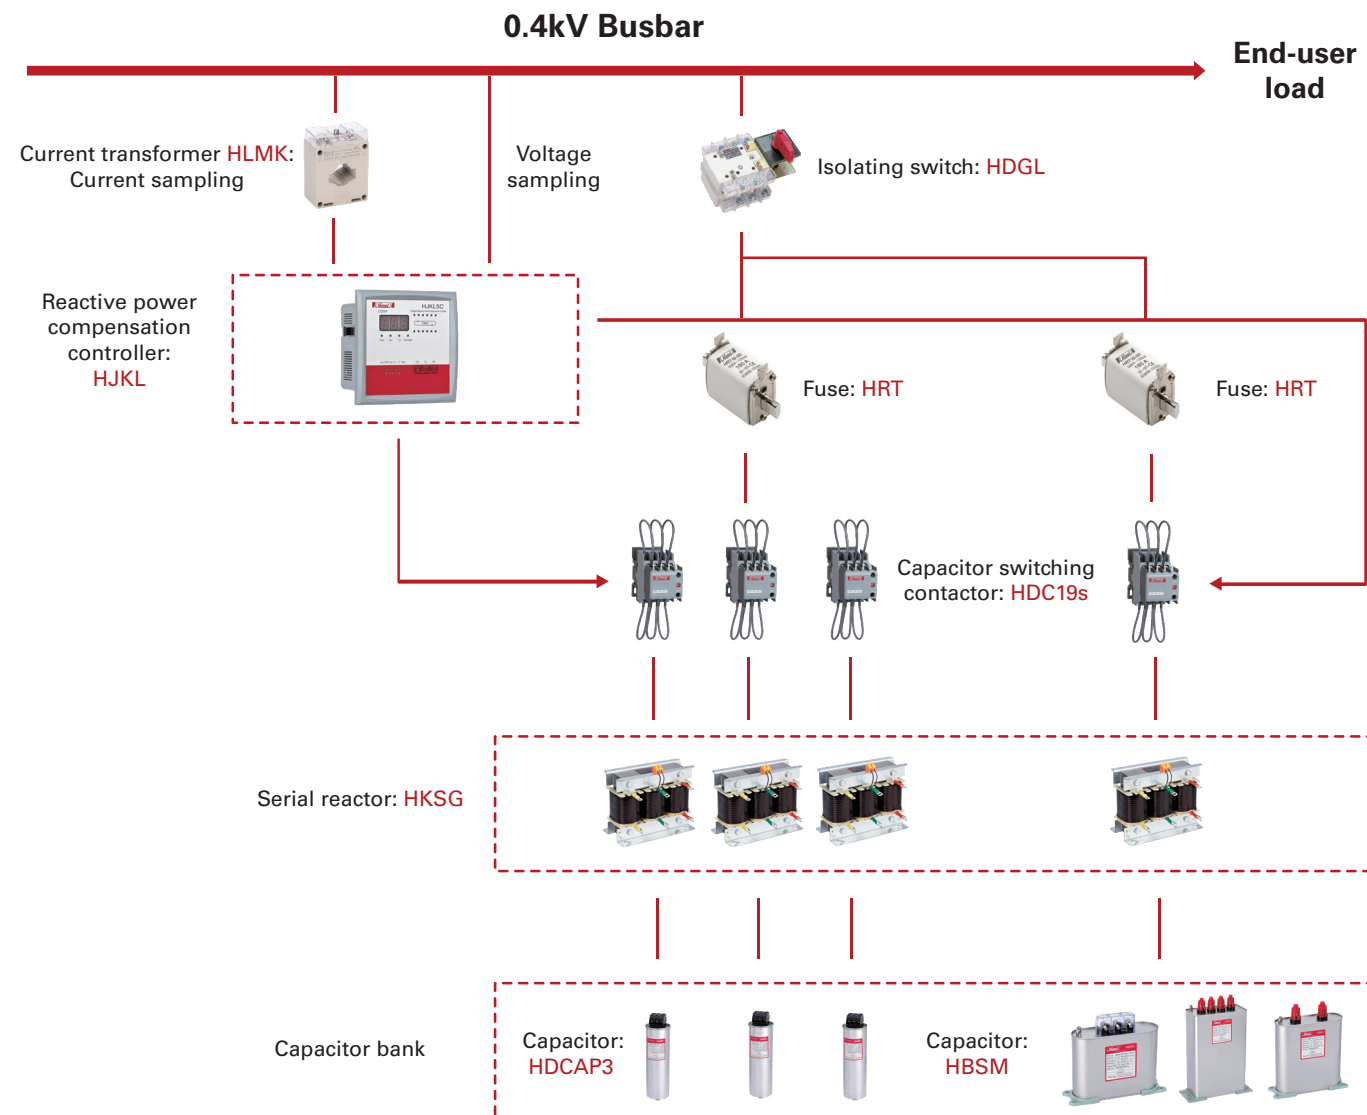 0.4kV Busbar
End-user
load
Current transformer HLMK:
Current sampling
Voltage
sampling
Isolating switch: HDGL
Reactive power
compensation
controller:
HJKL
HJKL5C
Fuse: HRT
Fuse: HRT
Capacitor switching
contactor: HDC19s
Serial reactor: HKSG
Capacitor bank
Capacitor:
HDCAP3
Capacitor:
HBSM